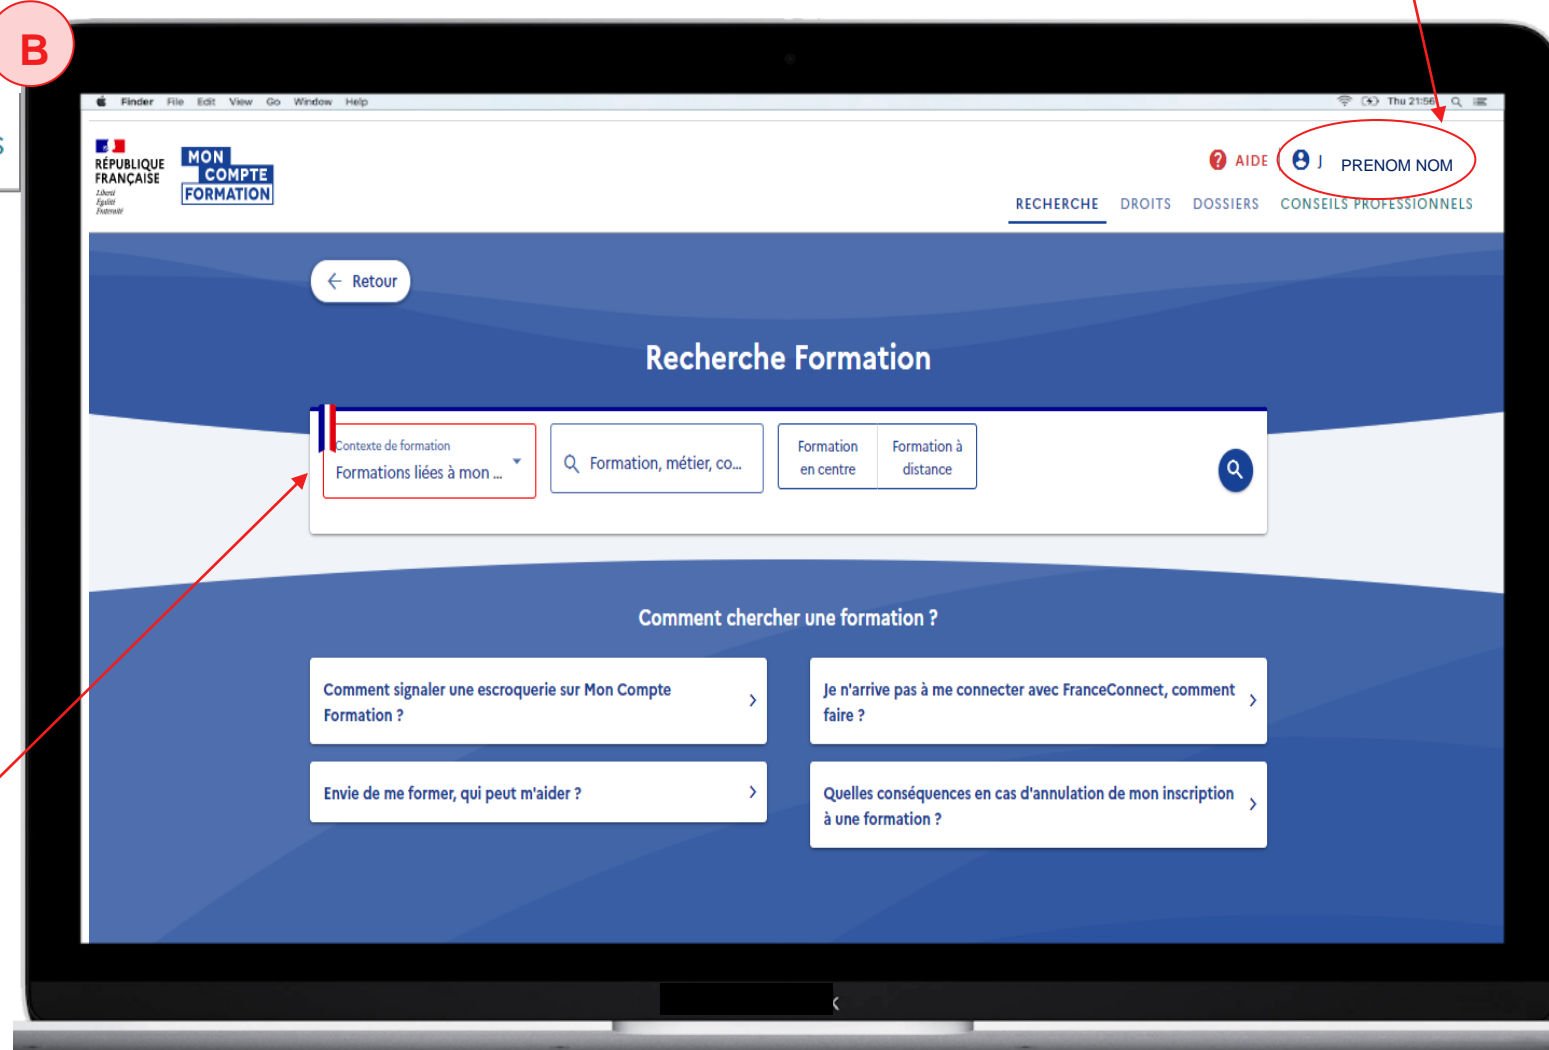 B
S
Finder File Edit View Go Window Help
Thu 21:56
RÉPUBLIQUE
FRANÇAISE
Liberté
Égalité
Fraternité
MON
COMPTE
FORMATION
AIDE
J PRENOM NOM
RECHERCHE DROITS DOSSIERS CONSEILS PROFESSIONNELS
← Retour
Recherche Formation
Contexte de formation
Formations liées à mon ...
Formation, métier, co...
Formation
en centre
Formation à
distance
Comment chercher une formation ?
Comment signaler une escroquerie sur Mon Compte
Formation ?
Je n'arrive pas à me connecter avec FranceConnect, comment
faire ?
Envie de me former, qui peut m'aider ?
Quelles conséquences en cas d'annulation de mon inscription
à une formation ?